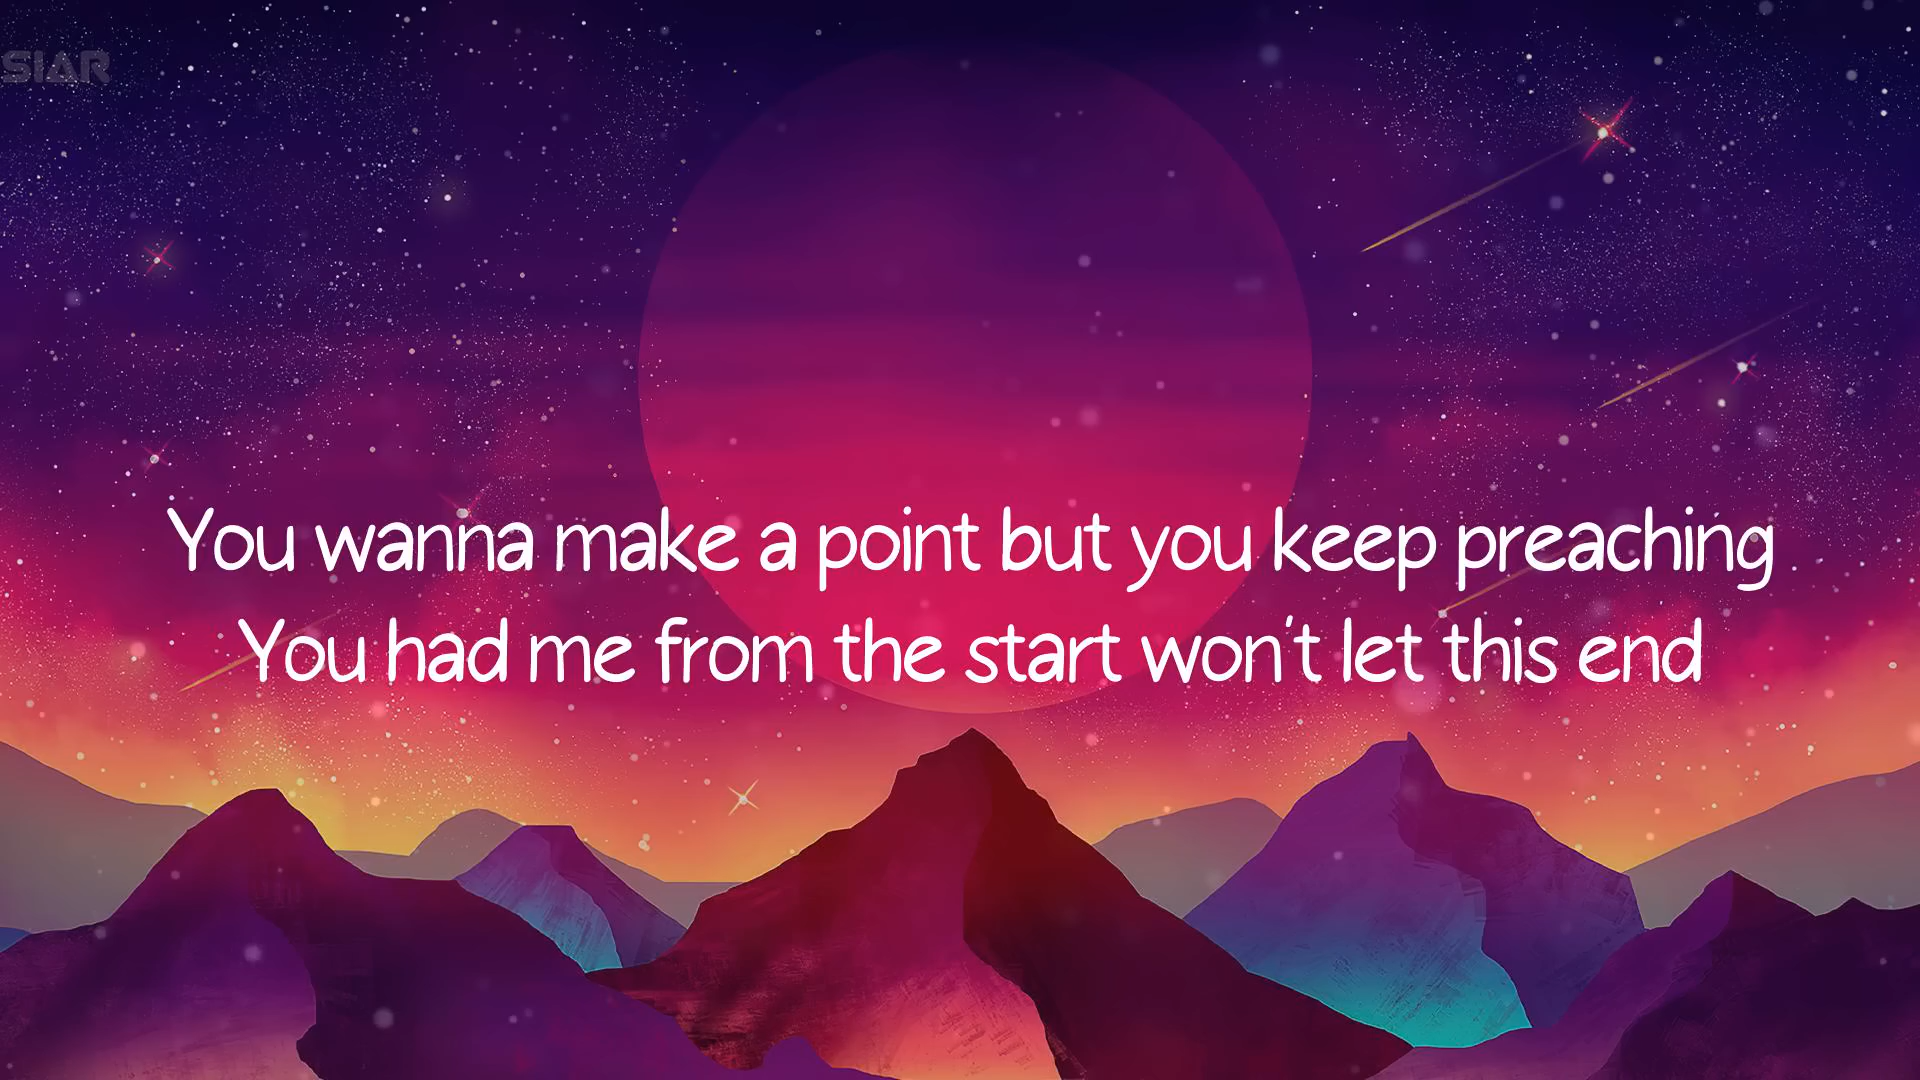 SIAR
You wanna make a point but you keep preaching
You had me from the start won't let this end